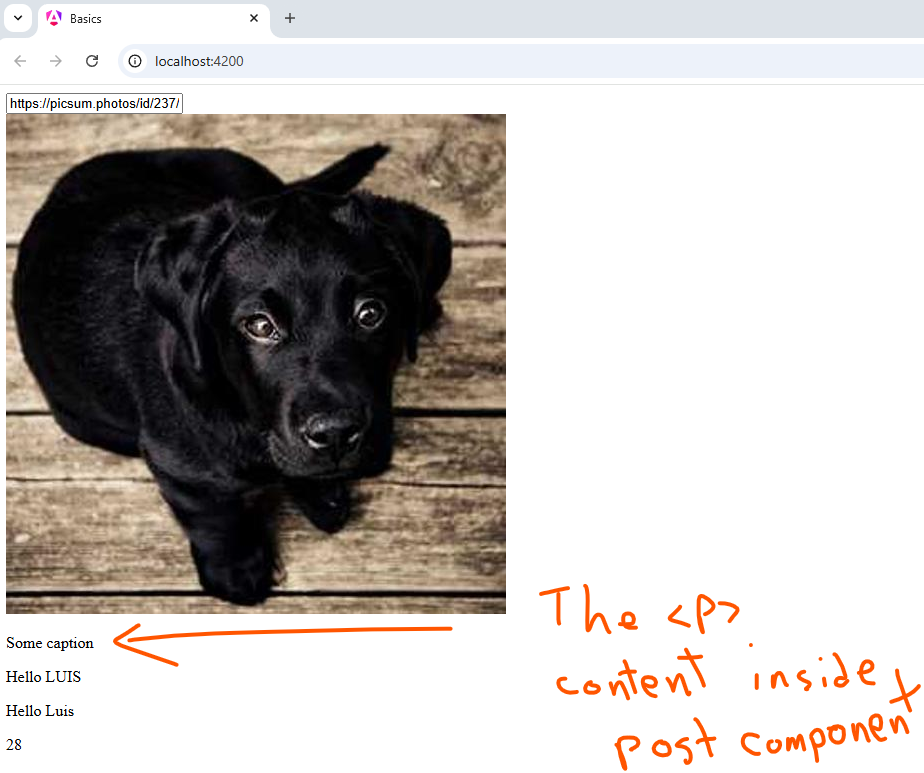 Basics
localhost:4200
https://picsum.photos/id/237/
Some caption
Hello LUIS
Hello Luis
28
The <P>
content inside
post component